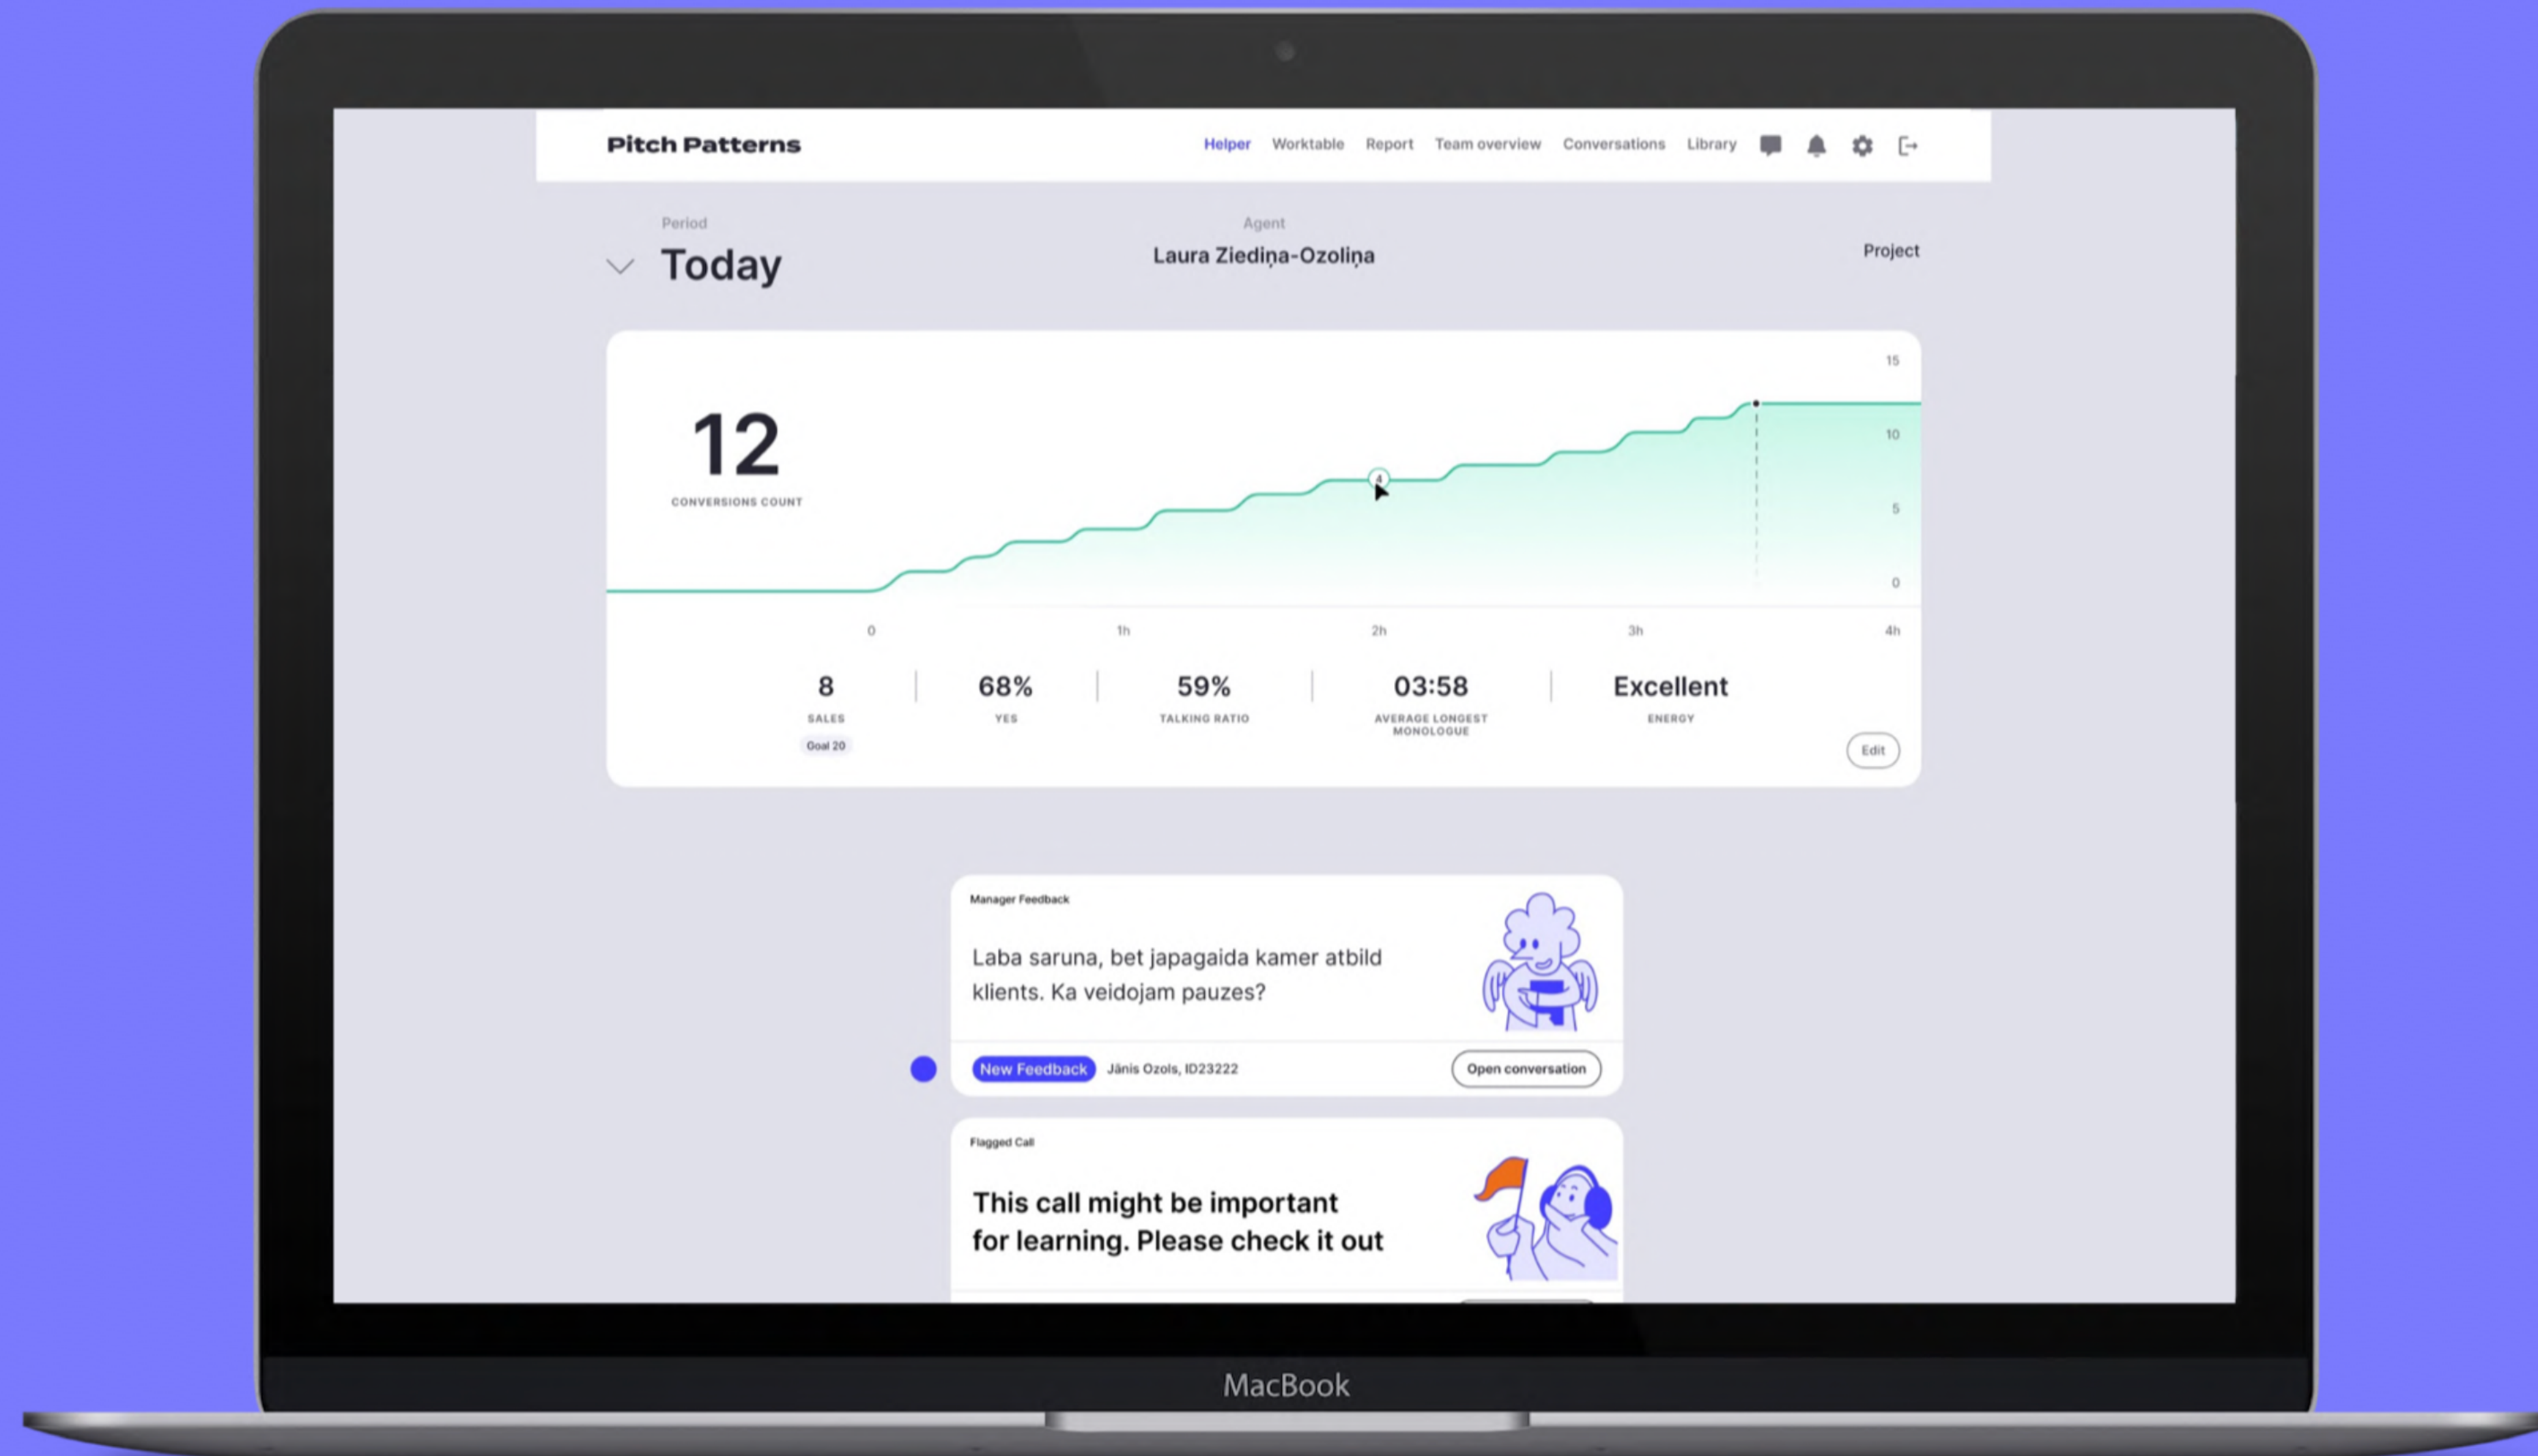 Pitch Patterns
Helper Worktable Report Team overview Conversations Library
Period
Today
Agent
Laura Ziediņa-Ozoliņa
Project
12
CONVERSIONS COUNT
15
10
5
0
4
0 1h 2h 3h 4h
8
SALES
Goal 20
68%
YES
59%
TALKING RATIO
03:58
AVERAGE LONGEST
MONOLOGUE
Excellent
ENERGY
Edit
Manager Feedback
Laba saruna, bet japagaida kamer atbild
klients. Ka veidojam pauzes?
New Feedback Jānis Ozols, ID23222 Open conversation
Flagged Call
This call might be important
for learning. Please check it out
MacBook